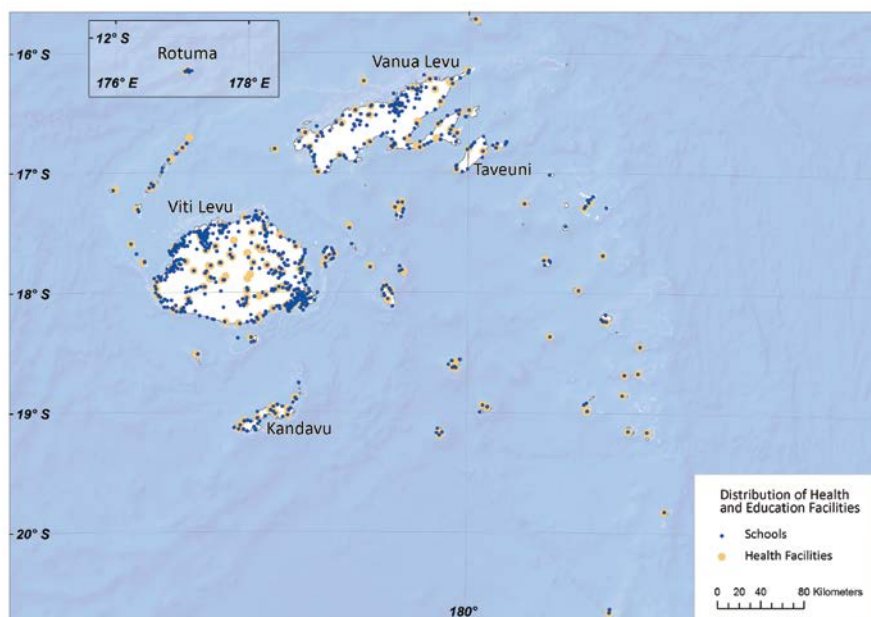 12° S
Rotuma
176° E
178° E
16° S
Vanua Levu
17° S
Taveuni
Viti Levu
18° S
19° S
Kandavu
20° S
180°
Distribution of Health
and Education Facilities
Schools
Health Facilities
0 20 40 80 Kilometers